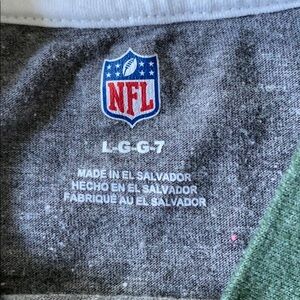 NFL
L-G-G-7
MADE IN EL SALVADOR
HECHO EN EL SALVADOR
FABRIQUÉ AU EL SALVADOR